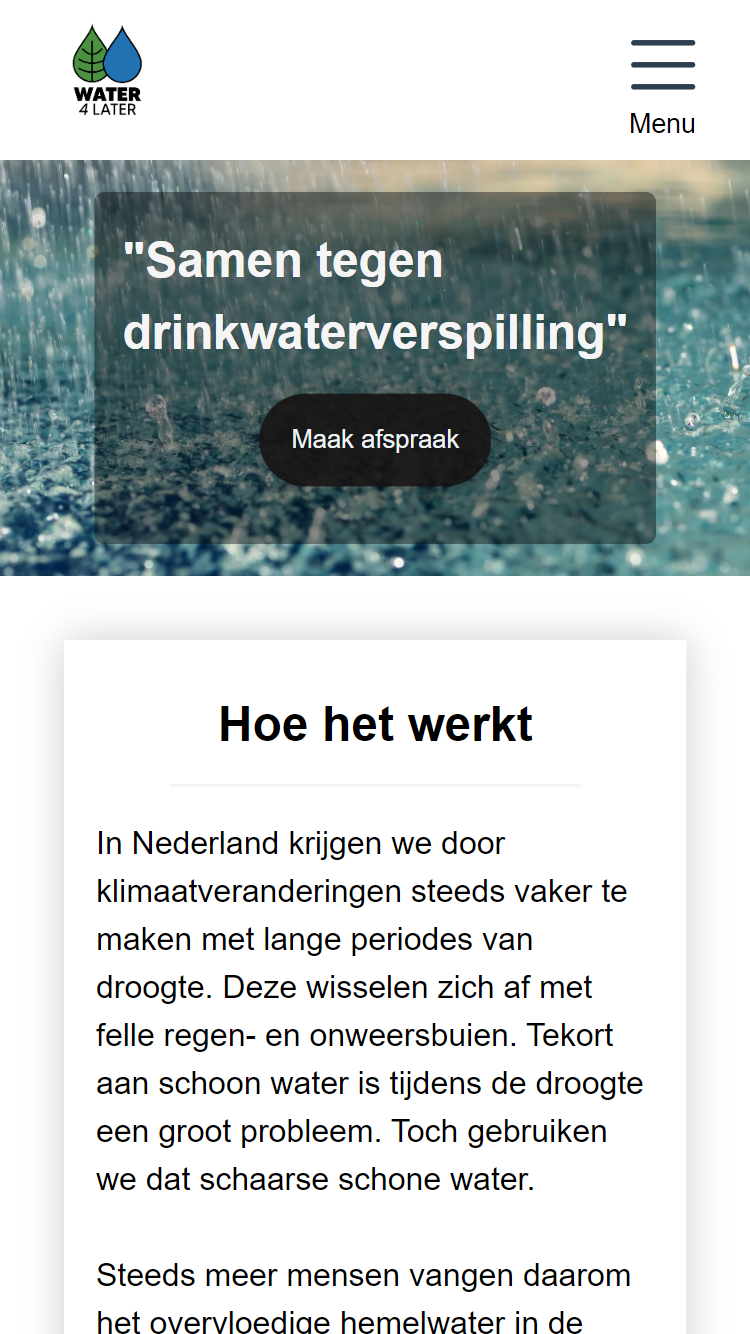 WATER
4 LATER
Menu
"Samen tegen
drinkwaterverspilling"
Maak afspraak
Hoe het werkt
In Nederland krijgen we door
klimaatveranderingen steeds vaker te
maken met lange periodes van
droogte. Deze wisselen zich af met
felle regen- en onweersbuien. Tekort
aan schoon water is tijdens de droogte
een groot probleem. Toch gebruiken
we dat schaarse schone water.
Steeds meer mensen vangen daarom
het overvloedige hemelwater in de